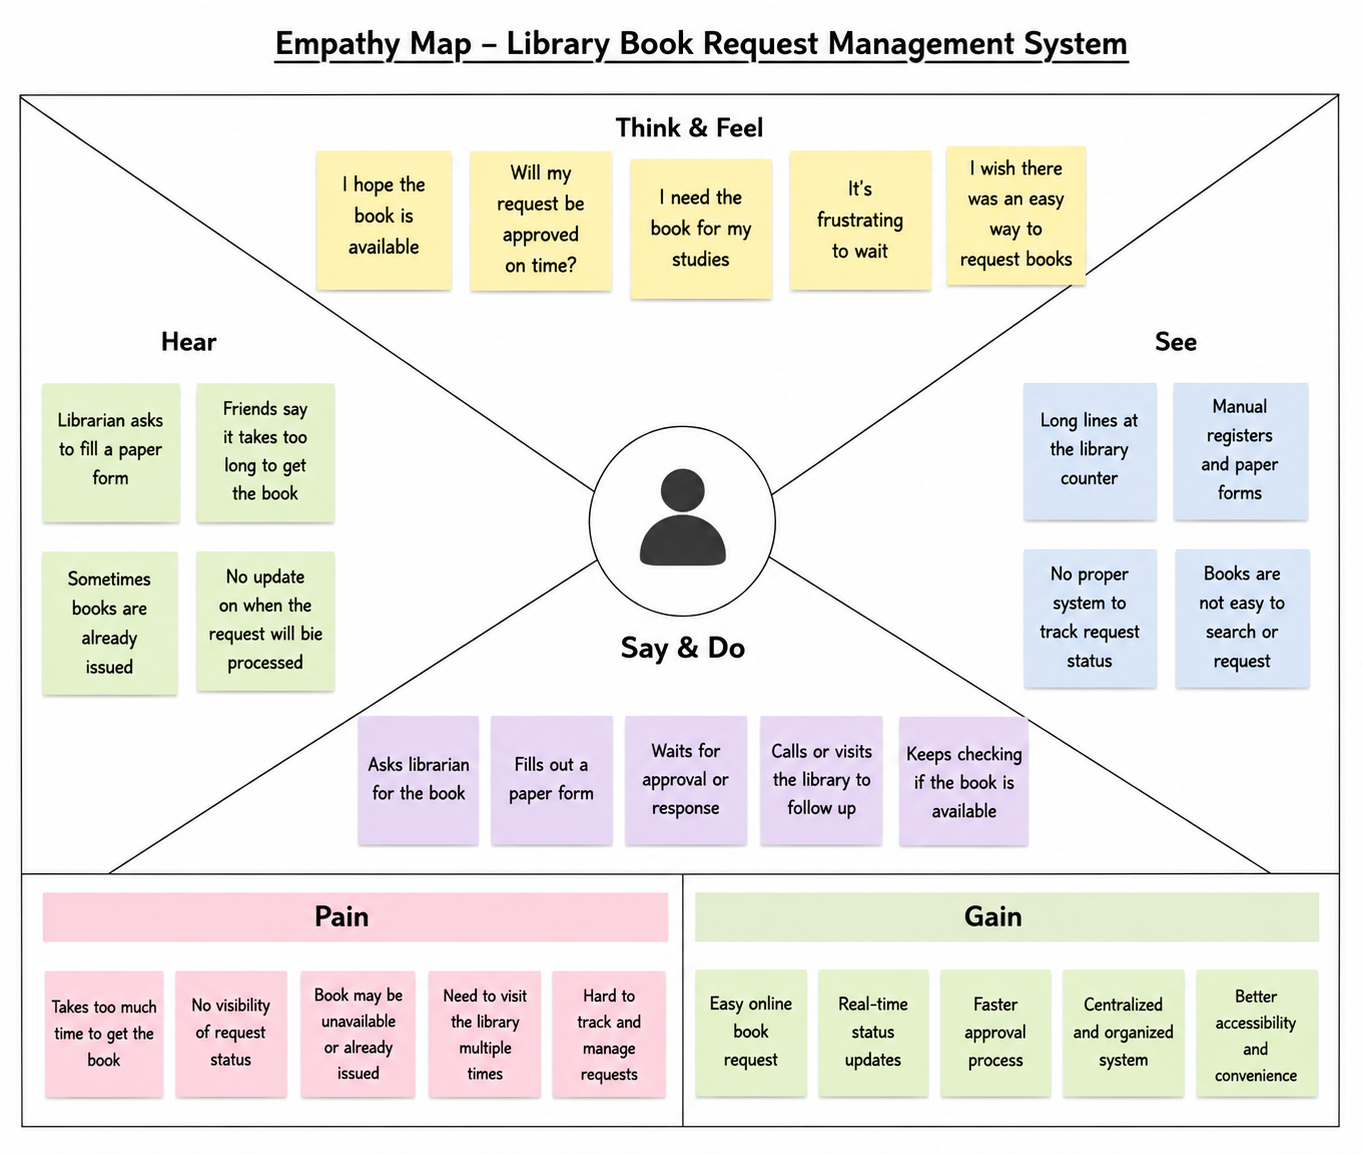 Empathy Map – Library Book Request Management System
Think & Feel
I hope the
book is
available
Will my
request be
approved
on time?
I need the
book for my
studies
It's
frustrating
to wait
I wish there
was an easy
way to
request books
Hear
Librarian asks
to fill a paper
form
Friends say
it takes too
long to get
the book
Sometimes
books are
already
issued
No update
on when the
request will bie
processed
See
Long lines at
the library
counter
Manual
registers
and paper
forms
No proper
system to
track request
status
Books are
not easy to
search or
request
Say & Do
Asks librarian
for the book
Fills out a
paper form
Waits for
approval or
response
Calls or visits
the library to
follow up
Keeps checking
if the book is
available
Pain
Takes too much
time to get the
book
No visibility
of request
status
Book may be
unavailable
or already
issued
Need to visit
the library
multiple
times
Hard to
track and
manage
requests
Gain
Easy online
book
request
Real-time
status
updates
Faster
approval
process
Centralized
and organized
system
Better
accessibility
and
convenience